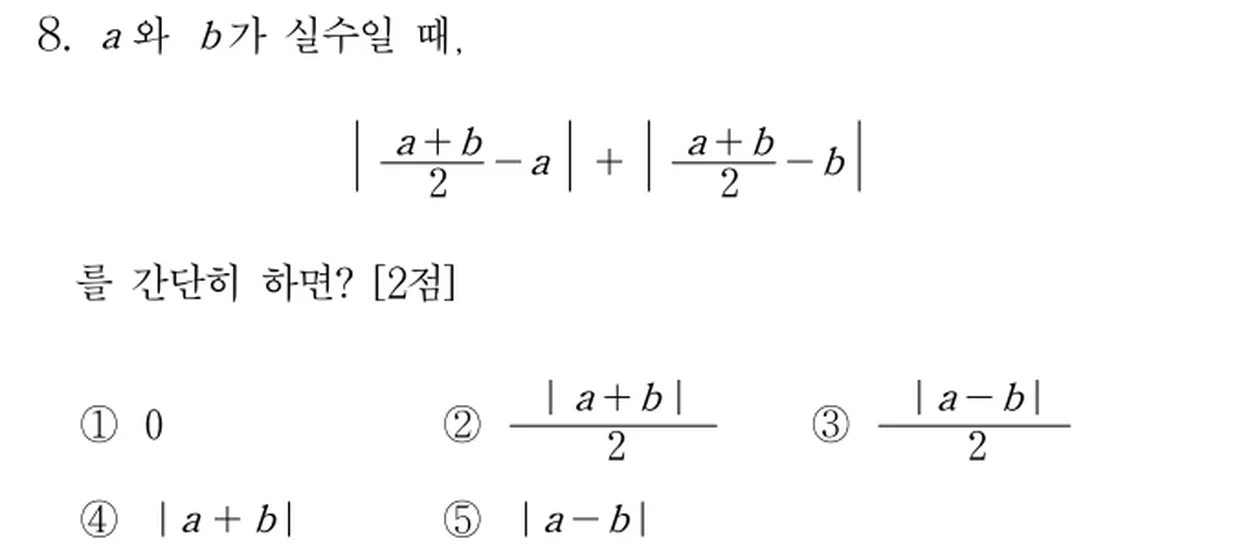 8. a와 b가 실수일 때,
| (a+b)/2 − a | + | (a+b)/2 − b |
를 간단히 하면? [2점]
① 0 ② |a+b|/2 ③ |a−b|/2
④ |a+b| ⑤ |a−b|